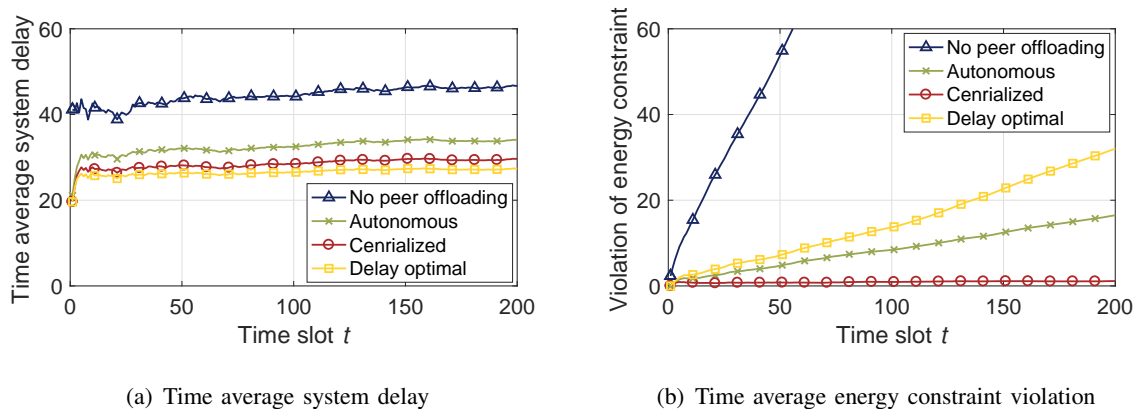 Time average system delay
60
40
20
0
0
50
100
150
200
Time slot t
No peer offloading
Autonomous
Cenrialized
Delay optimal
(a) Time average system delay
Violation of energy constraint
60
40
20
0
0
50
100
150
200
Time slot t
No peer offloading
Autonomous
Cenrialized
Delay optimal
(b) Time average energy constraint violation